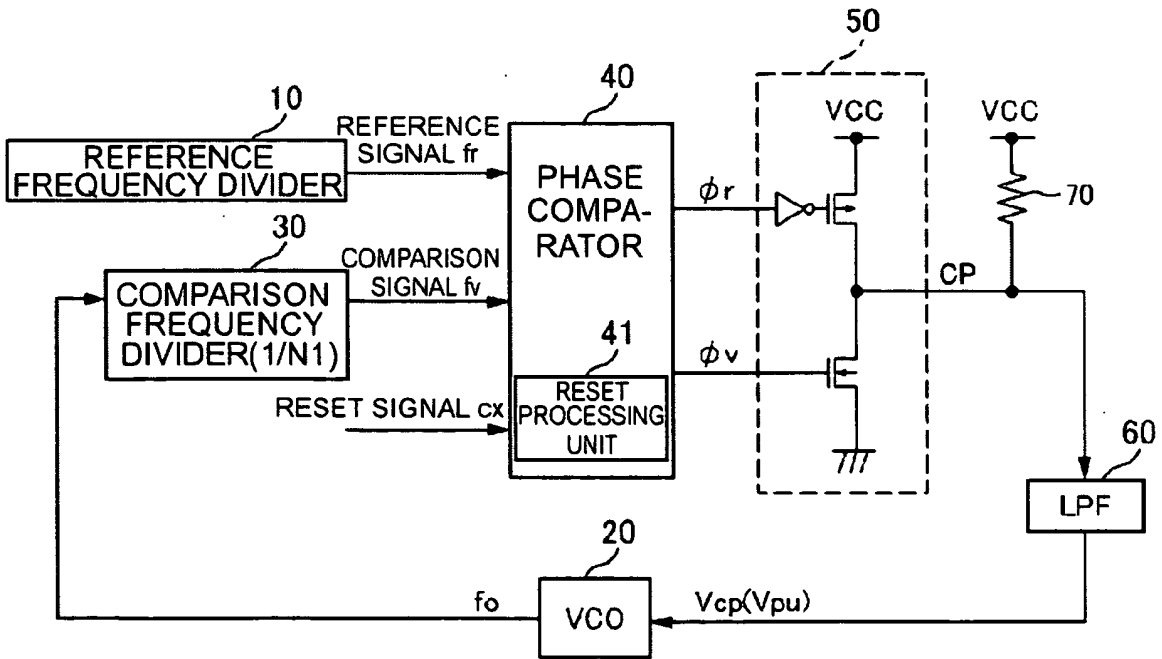 50
40
10
VCC
VCC
REFERENCE
SIGNAL fr
REFERENCE
FREQUENCY DIVIDER
PHASE
COMPA-
RATOR
ϕr
70
30
COMPARISON
SIGNAL fv
CP
COMPARISON
FREQUENCY
DIVIDER(1/N1)
41
ϕv
RESET SIGNAL cx
RESET
PROCESSING
UNIT
60
LPF
20
fo
VCO
Vcp(Vpu)